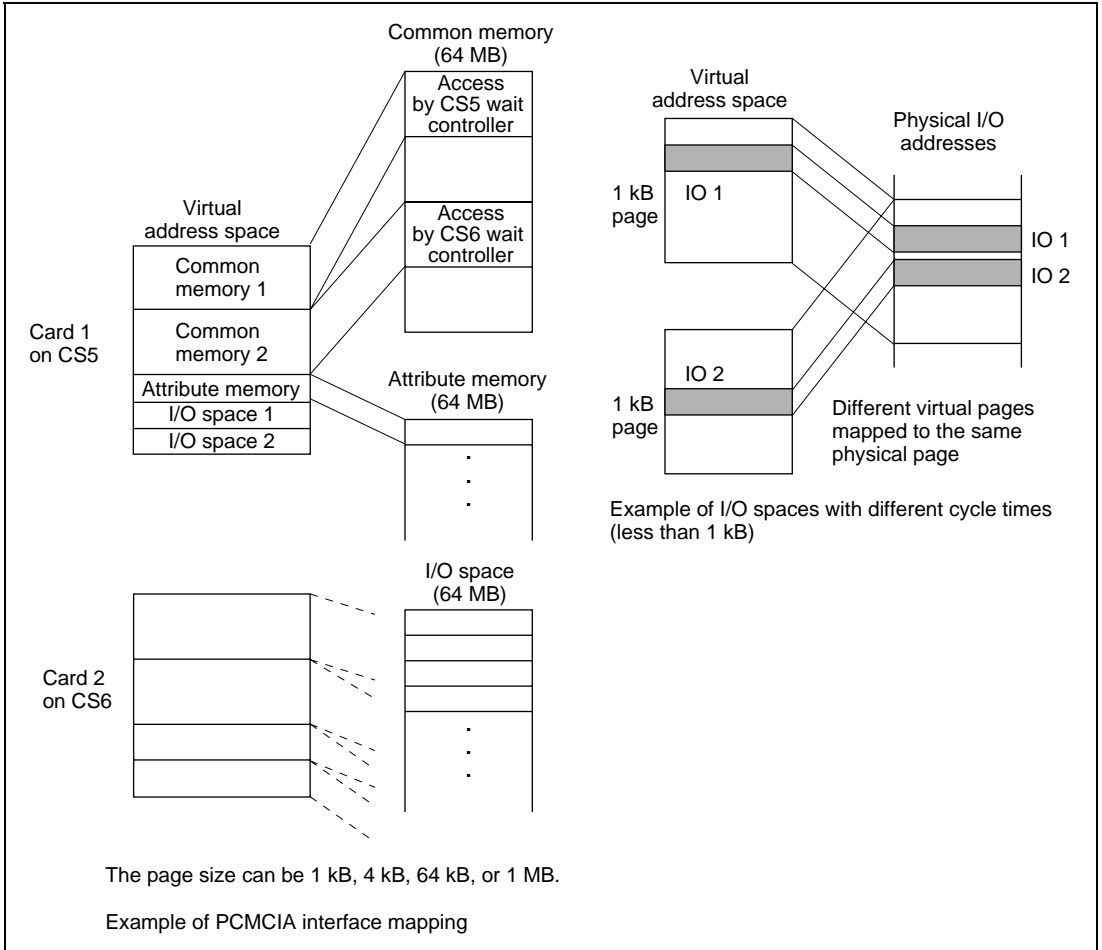 Common memory
(64 MB)
Access
by CS5 wait
controller
Access
by CS6 wait
controller
Virtual
address space
Card 1
on CS5
Common
memory 1
Common
memory 2
Attribute memory
I/O space 1
I/O space 2
Attribute memory
(64 MB)
.
.
.
I/O space
(64 MB)
.
.
.
Card 2
on CS6
The page size can be 1 kB, 4 kB, 64 kB, or 1 MB.
Example of PCMCIA interface mapping
Virtual
address space
Physical I/O
addresses
1 kB
page
IO 1
IO 1
IO 2
1 kB
page
IO 2
Different virtual pages
mapped to the same
physical page
Example of I/O spaces with different cycle times
(less than 1 kB)